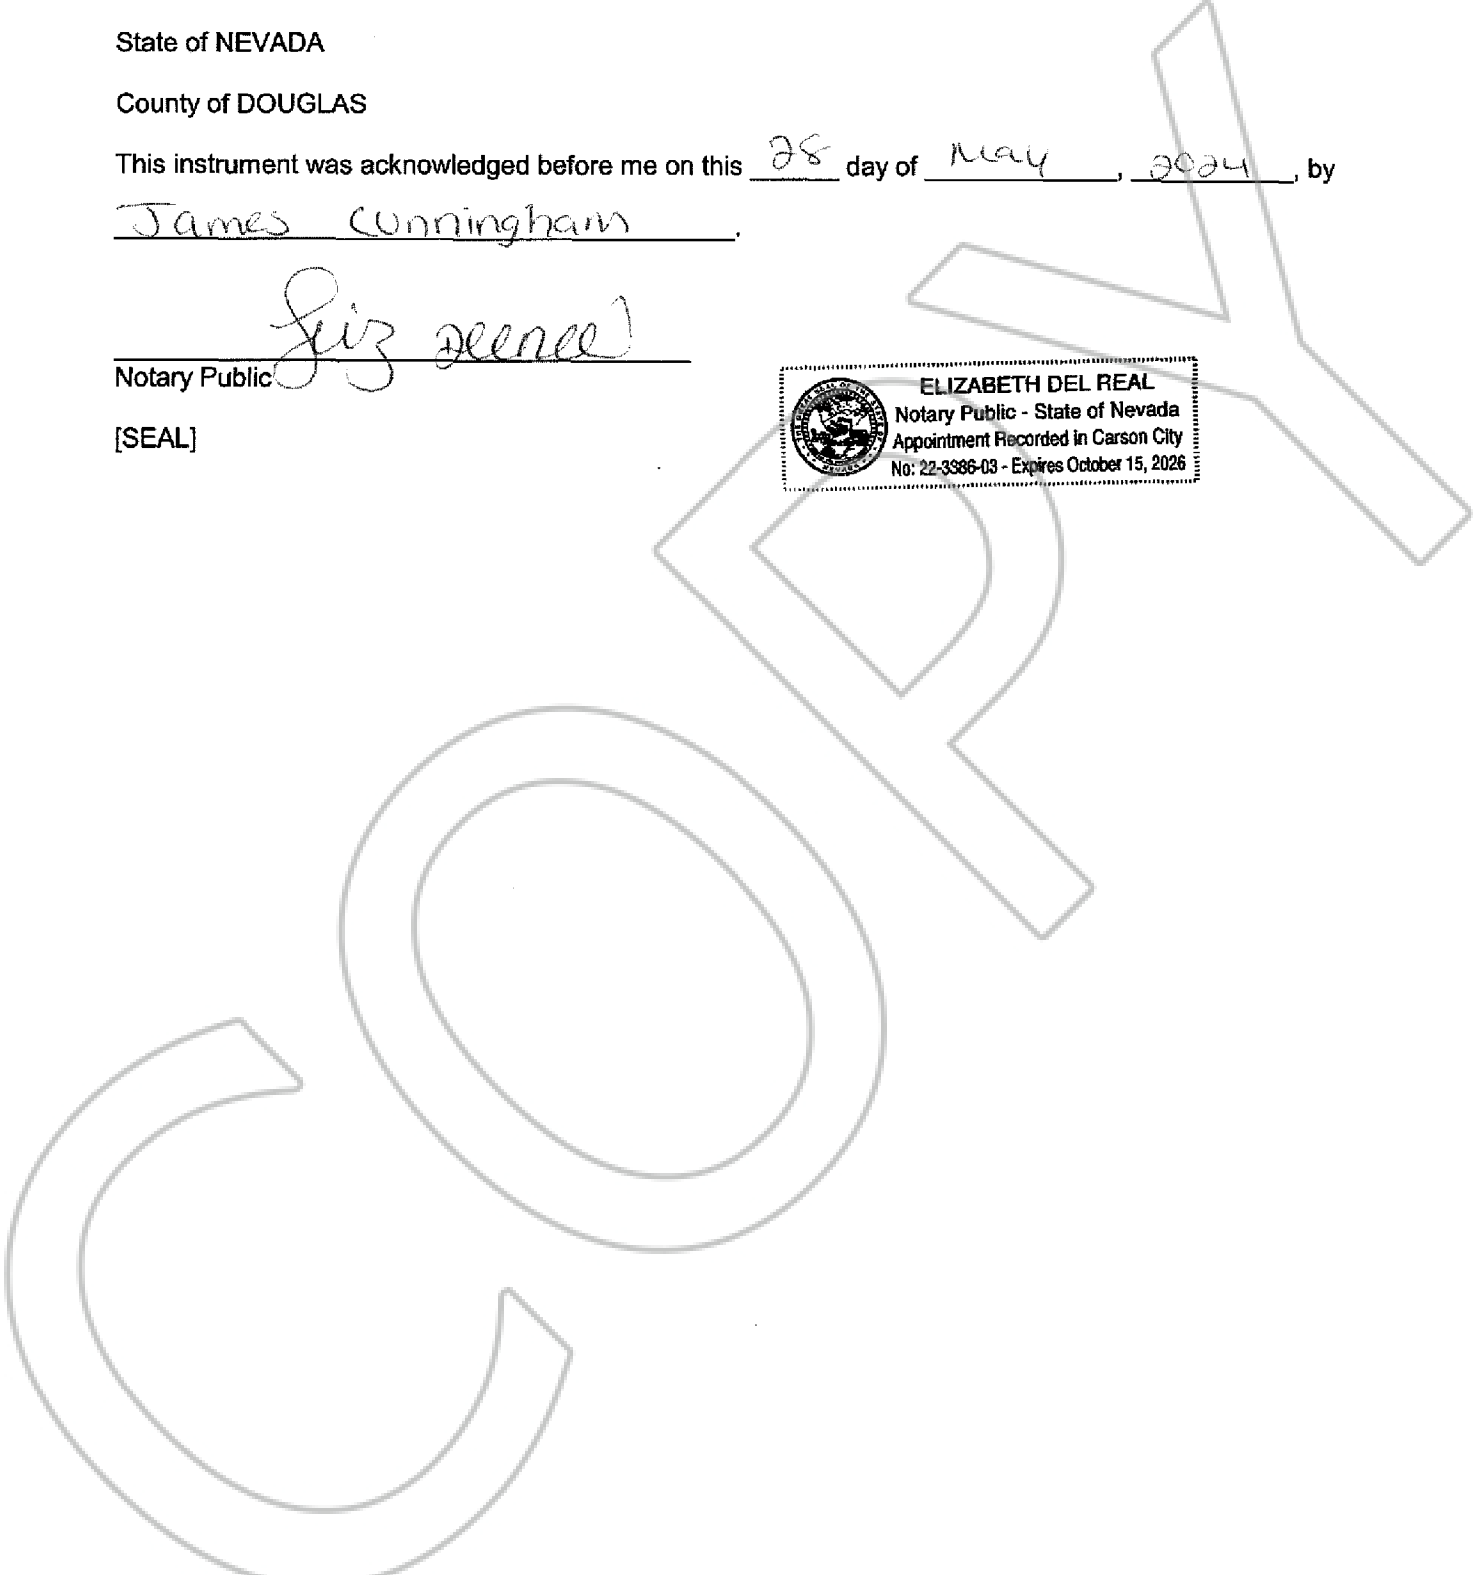 State of NEVADA
County of DOUGLAS
This instrument was acknowledged before me on this 28 day of May, 2024, by
James Cunningham.
Notary Public
[SEAL]
ELIZABETH DEL REAL
Notary Public - State of Nevada
Appointment Recorded in Carson City
No: 22-3386-03 - Expires October 15, 2026
COPY